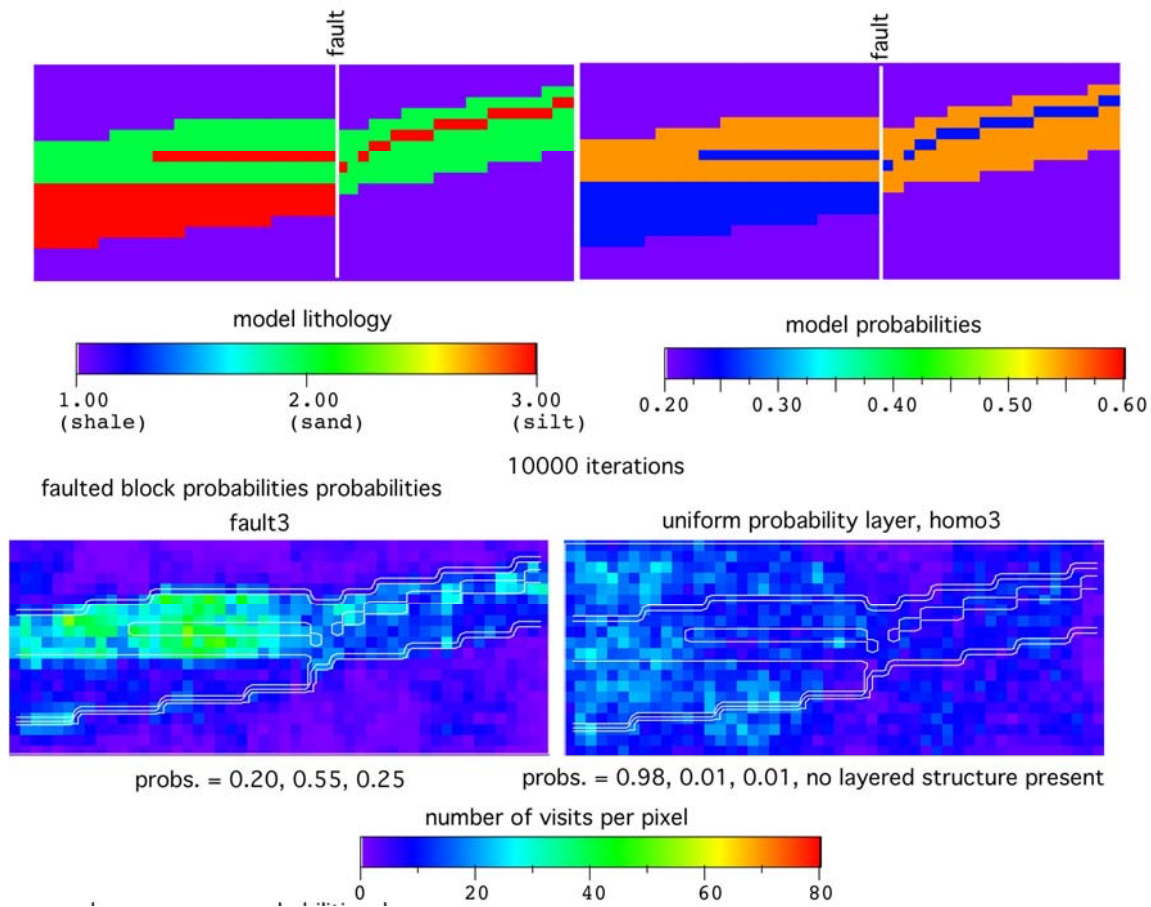 fault
fault
model lithology
1.00 2.00 3.00
(shale) (sand) (silt)
model probabilities
0.20 0.30 0.40 0.50 0.60
10000 iterations
faulted block probabilities probabilities
fault3
uniform probability layer, homo3
probs. = 0.20, 0.55, 0.25
probs. = 0.98, 0.01, 0.01, no layered structure present
number of visits per pixel
0 20 40 60 80